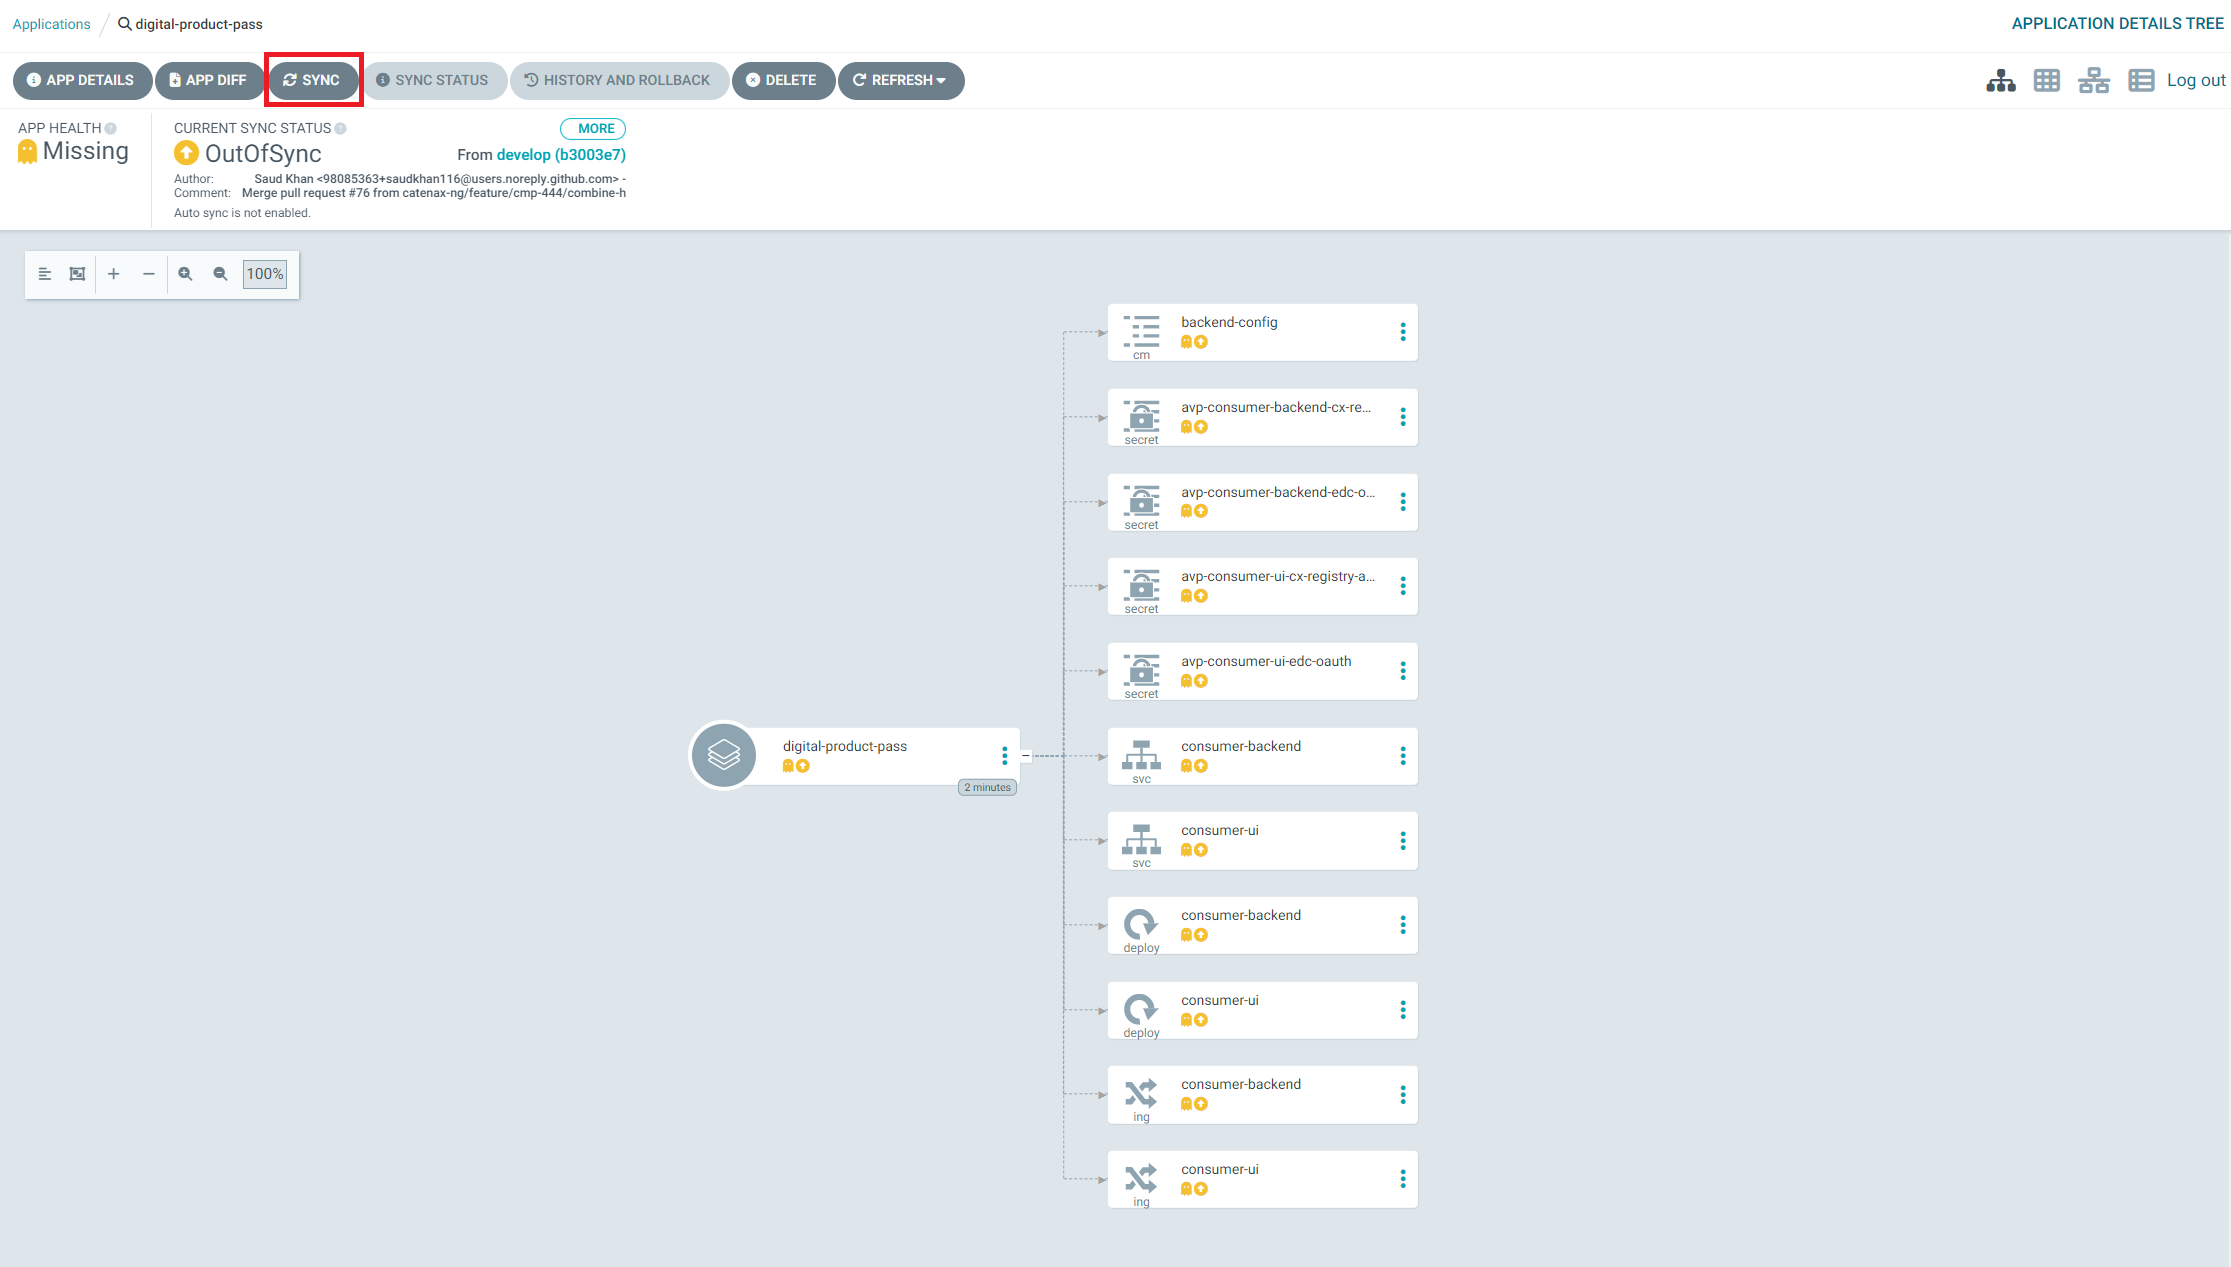 Applications / digital-product-pass
APPLICATION DETAILS TREE
APP DETAILS APP DIFF SYNC SYNC STATUS HISTORY AND ROLLBACK DELETE REFRESH
Log out
APP HEALTH
Missing
CURRENT SYNC STATUS
MORE
OutOfSync
From develop (b3003e7)
Author: Saud Khan <98085363+saudkhan116@users.noreply.github.com> -
Comment: Merge pull request #76 from catenax-ng/feature/cmp-444/combine-h
Auto sync is not enabled.
100%
backend-config
cm
avp-consumer-backend-cx-re...
secret
avp-consumer-backend-edc-o...
secret
avp-consumer-ui-cx-registry-a...
secret
avp-consumer-ui-edc-oauth
secret
digital-product-pass
2 minutes
consumer-backend
svc
consumer-ui
svc
consumer-backend
deploy
consumer-ui
deploy
consumer-backend
ing
consumer-ui
ing